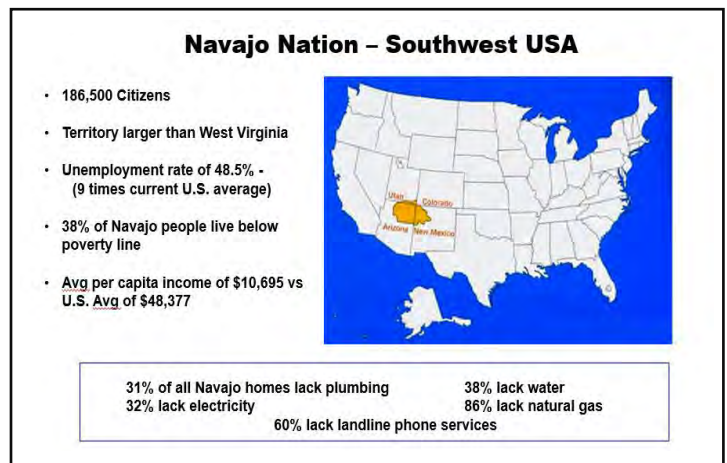 Navajo Nation – Southwest USA
• 186,500 Citizens
• Territory larger than West Virginia
• Unemployment rate of 48.5% -
(9 times current U.S. average)
• 38% of Navajo people live below
poverty line
• Avg per capita income of $10,695 vs
U.S. Avg of $48,377
Utah Colorado
Arizona New Mexico
31% of all Navajo homes lack plumbing 38% lack water
32% lack electricity 86% lack natural gas
60% lack landline phone services